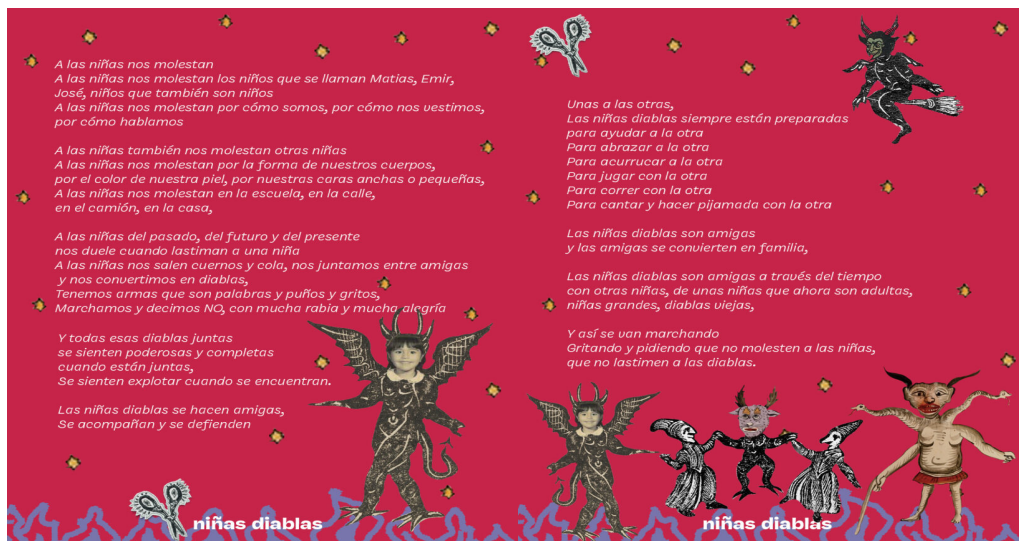 A las niñas nos molestan
A las niñas nos molestan los niños que se llaman Matias, Emir,
José, niños que también son niños
A las niñas nos molestan por cómo somos, por cómo nos vestimos,
por cómo hablamos
A las niñas también nos molestan otras niñas
A las niñas nos molestan por la forma de nuestros cuerpos,
por el color de nuestra piel, por nuestras caras anchas o pequeñas,
A las niñas nos molestan en la escuela, en la calle,
en el camión, en la casa,
A las niñas del pasado, del futuro y del presente
nos duele cuando lastiman a una niña
A las niñas nos salen cuernos y cola, nos juntamos entre amigas
y nos convertimos en diablas,
Tenemos armas que son palabras y puños y gritos,
Marchamos y decimos NO, con mucha rabia y mucha alegría
Y todas esas diablas juntas
se sienten poderosas y completas
cuando están juntas,
Se sienten explotar cuando se encuentran.
Las niñas diablas se hacen amigas,
Se acompañan y se defienden
niñas diablas
Unas a las otras,
Las niñas diablas siempre están preparadas
para ayudar a la otra
Para abrazar a la otra
Para acurrucar a la otra
Para jugar con la otra
Para correr con la otra
Para cantar y hacer pijamada con la otra
Las niñas diablas son amigas
y las amigas se convierten en familia,
Las niñas diablas son amigas a través del tiempo
con otras niñas, de unas niñas que ahora son adultas,
niñas grandes, diablas viejas,
Y así se van marchando
Gritando y pidiendo que no molesten a las niñas,
que no lastimen a las diablas.
niñas diablas